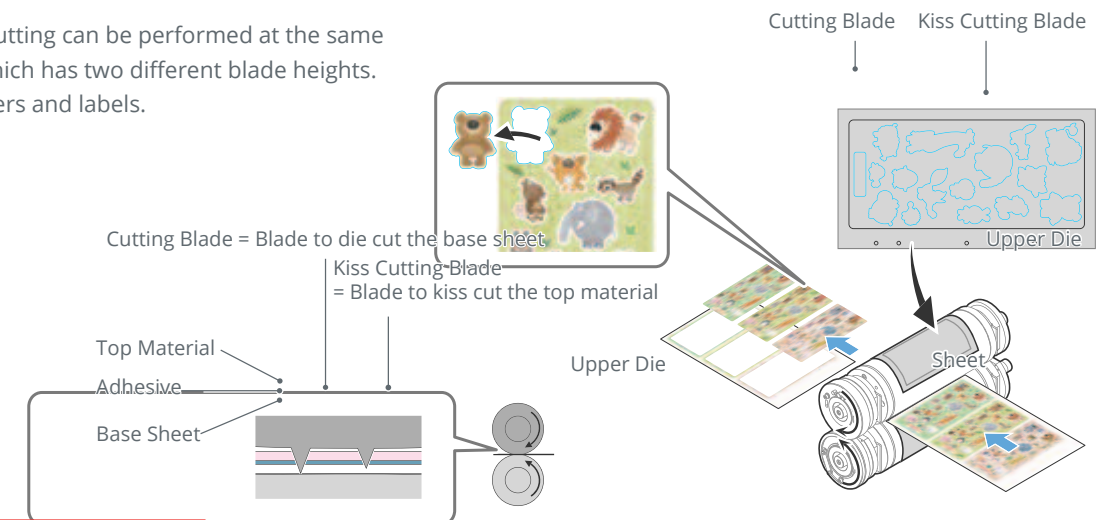 utting can be performed at the same
hich has two different blade heights.
ers and labels.
Cutting Blade
Kiss Cutting Blade
Upper Die
Cutting Blade = Blade to die cut the base sheet
Kiss Cutting Blade
= Blade to kiss cut the top material
Top Material
Adhesive
Base Sheet
Upper Die
Sheet